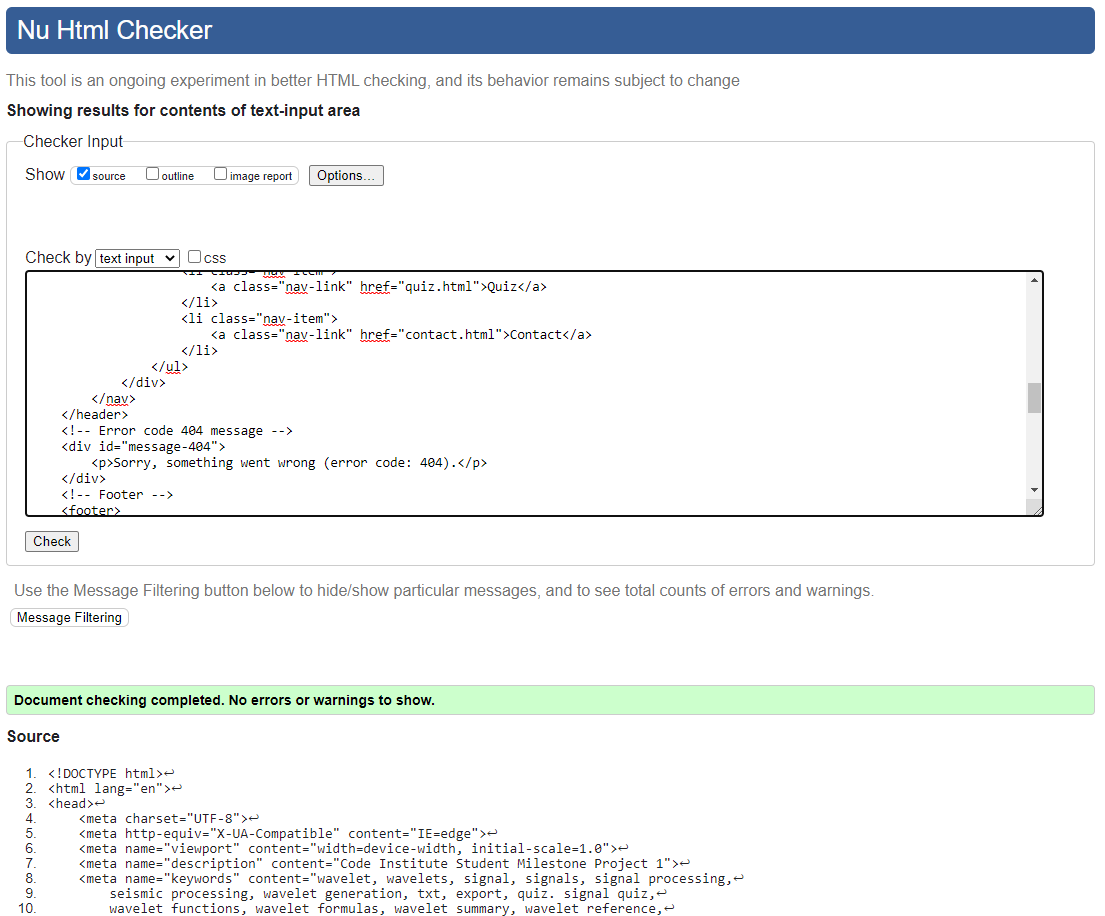 Nu Html Checker
This tool is an ongoing experiment in better HTML checking, and its behavior remains subject to change
Showing results for contents of text-input area
Checker Input
Show source outline image report Options...
Check by text input css
<li class="nav-item">
<a class="nav-link" href="quiz.html">Quiz</a>
</li>
<li class="nav-item">
<a class="nav-link" href="contact.html">Contact</a>
</li>
</ul>
</div>
</nav>
</header>
<!-- Error code 404 message -->
<div id="message-404">
<p>Sorry, something went wrong (error code: 404).</p>
</div>
<!-- Footer -->
<footer>
Check
Use the Message Filtering button below to hide/show particular messages, and to see total counts of errors and warnings.
Message Filtering
Document checking completed. No errors or warnings to show.
Source
1. <!DOCTYPE html>↩
2. <html lang="en">↩
3. <head>↩
4. <meta charset="UTF-8">↩
5. <meta http-equiv="X-UA-Compatible" content="IE=edge">↩
6. <meta name="viewport" content="width=device-width, initial-scale=1.0">↩
7. <meta name="description" content="Code Institute Student Milestone Project 1">↩
8. <meta name="keywords" content="wavelet, wavelets, signal, signals, signal processing,↩
9. seismic processing, wavelet generation, txt, export, quiz. signal quiz,↩
10. wavelet functions, wavelet formulas, wavelet summary, wavelet reference,↩